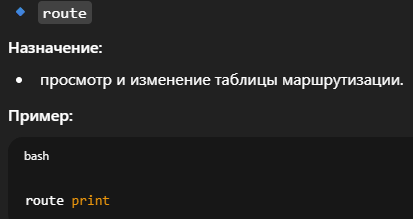 route
Назначение:
просмотр и изменение таблицы маршрутизации.
Пример:
bash
route print